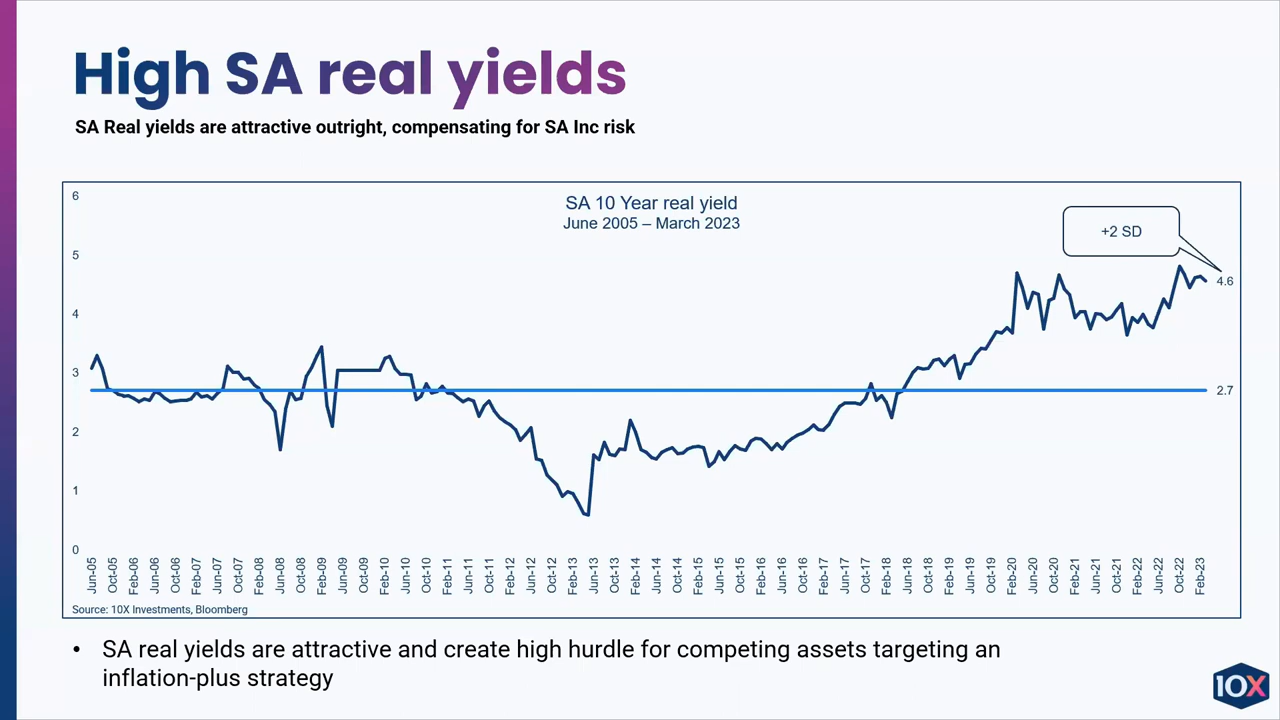 High SA real yields
SA Real yields are attractive outright, compensating for SA Inc risk
SA 10 Year real yield
June 2005 – March 2023
+2 SD
6
5
4
3
2
1
0
4.6
2.7
Jun-05
Oct-05
Feb-06
Jun-06
Oct-06
Feb-07
Jun-07
Oct-07
Feb-08
Jun-08
Oct-08
Feb-09
Jun-09
Oct-09
Feb-10
Jun-10
Oct-10
Feb-11
Jun-11
Oct-11
Feb-12
Jun-12
Oct-12
Feb-13
Jun-13
Oct-13
Feb-14
Jun-14
Oct-14
Feb-15
Jun-15
Oct-15
Feb-16
Jun-16
Oct-16
Feb-17
Jun-17
Oct-17
Feb-18
Jun-18
Oct-18
Feb-19
Jun-19
Oct-19
Feb-20
Jun-20
Oct-20
Feb-21
Jun-21
Oct-21
Feb-22
Jun-22
Oct-22
Feb-23
Source: 10X Investments, Bloomberg
• SA real yields are attractive and create high hurdle for competing assets targeting an
inflation-plus strategy
10X